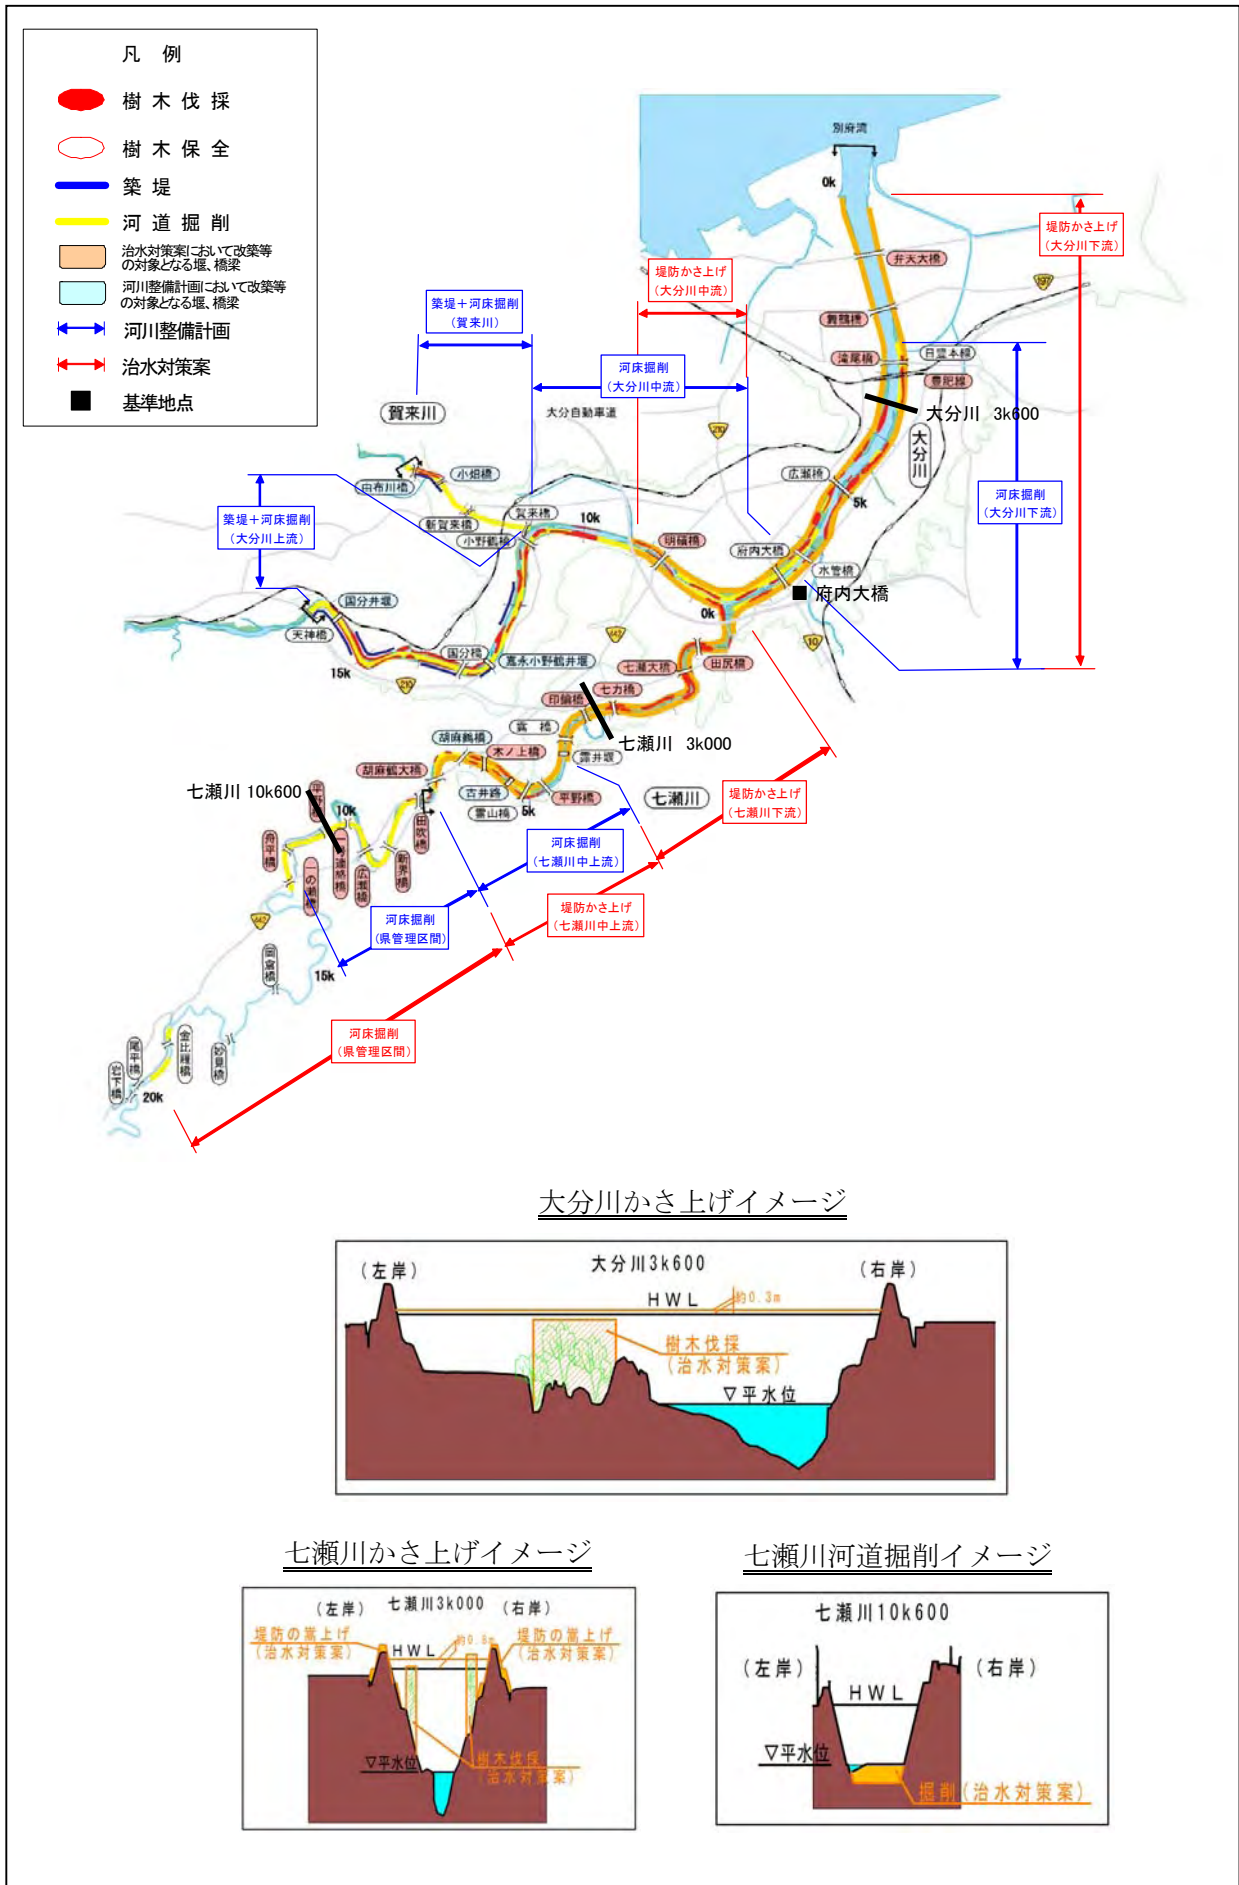 凡 例
樹木伐採
樹木保全
築堤
河道掘削
治水対策案において改築等
の対象となる堰、橋梁
河川整備計画において改築等
の対象となる堰、橋梁
河川整備計画
治水対策案
基準地点
別府湾
0k
堤防かさ上げ
(大分川下流)
弁天大橋
197
堤防かさ上げ
(大分川中流)
築堤+河床掘削
(賀来川)
舞鶴橋
滝尾橋
日豊本線
豊肥線
河床掘削
(大分川中流)
大分自動車道
賀来川
大分川 3k600
210
大分川
広瀬橋
5k
河床掘削
(大分川下流)
小畑橋
由布川橋
築堤+河床掘削
(大分川上流)
新賀来橋
賀来橋
小野鶴橋
10k
明磧橋
府内大橋
水管橋
府内大橋
国分井堰
天神橋
0k
442
10
国分橋
嘉永小野鶴井堰
15k
210
七瀬大橋
田尻橋
印鑰橋
七力橋
七瀬川 3k000
胡麻鶴橋
木ノ上橋
胡麻鶴大橋
古井路
雲山橋
5k
平野橋
七瀬川
堤防かさ上げ
(七瀬川下流)
七瀬川 10k600
10k
田吹橋
新界橋
広瀬橋
舟平橋
一の瀬橋
河床掘削
(七瀬川中上流)
堤防かさ上げ
(七瀬川中上流)
河床掘削
(県管理区間)
442
15k
河床掘削
(県管理区間)
妙見橋
金比羅橋
尾平橋
岩下橋
20k
大分川かさ上げイメージ
大分川3k600
(左岸)
(右岸)
HWL
約0.3m
樹木伐採
(治水対策案)
▽平水位
七瀬川かさ上げイメージ
七瀬川3k000
(左岸)
(右岸)
堤防の嵩上げ
(治水対策案)
HWL
堤防の嵩上げ
(治水対策案)
▽平水位
樹木伐採
(治水対策案)
七瀬川河道掘削イメージ
七瀬川10k600
(左岸)
(右岸)
HWL
▽平水位
掘削(治水対策案)